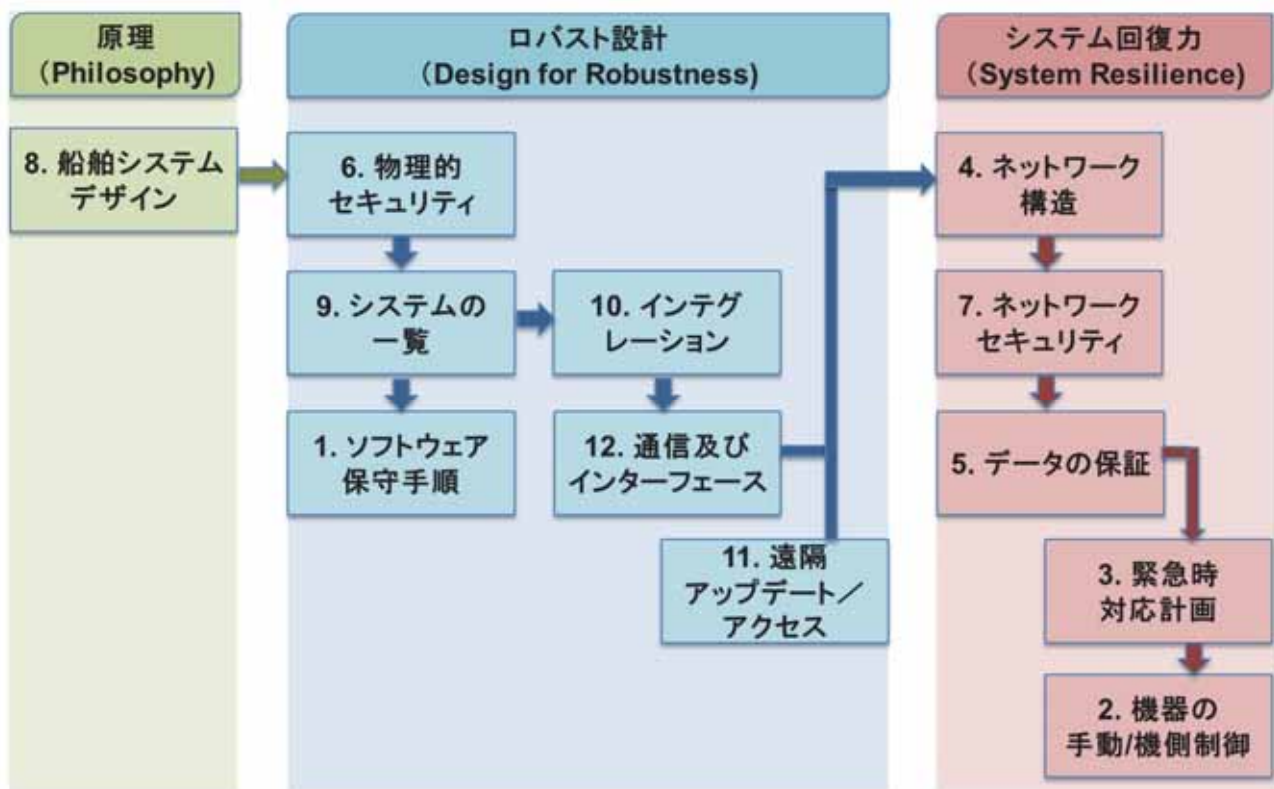 原理
（Philosophy)
ロバスト設計
（Design for Robustness)
システム回復力
（System Resilience)
8. 船舶システム
デザイン
6. 物理的
セキュリティ
9. システムの
一覧
1. ソフトウェア
保守手順
10. インテグ
レーション
12. 通信及び
インターフェース
11. 遠隔
アップデート／
アクセス
4. ネットワーク
構造
7. ネットワーク
セキュリティ
5. データの保証
3. 緊急時
対応計画
2. 機器の
手動/機側制御